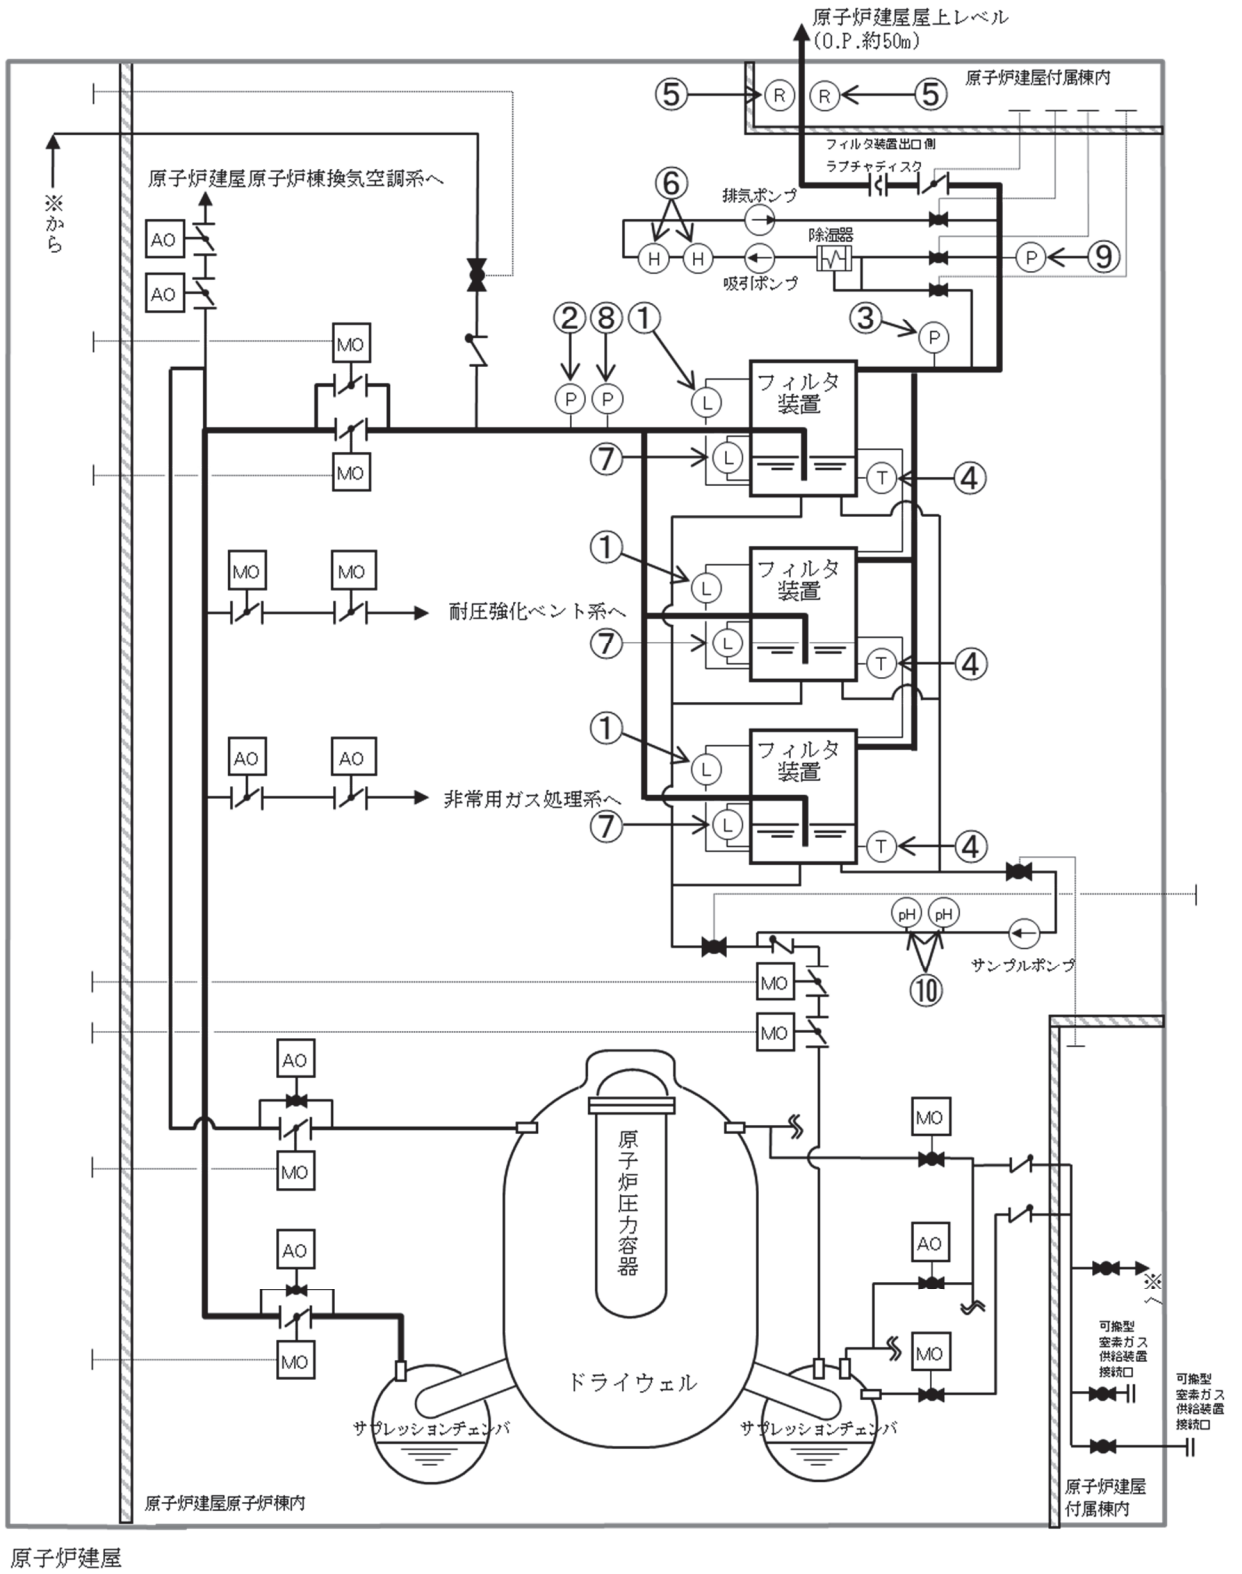 原子炉建屋屋上レベル
(O.P.約50m)
原子炉建屋付属棟内
⑤
R
R
⑤
フィルタ装置出口側
ラプチャディスク
原子炉建屋原子炉棟換気空調系へ
※から
⑥
排気ポンプ
AO
除湿器
H
H
P
⑨
AO
吸引ポンプ
②
⑧
①
③
P
MO
フィルタ
装置
P
P
L
⑦
L
T
④
MO
①
フィルタ
装置
MO
MO
L
耐圧強化ベント系へ
⑦
L
T
④
①
フィルタ
装置
AO
AO
L
非常用ガス処理系へ
⑦
L
T
④
pH
pH
サンプルポンプ
MO
⑩
MO
AO
原子炉圧力容器
MO
MO
AO
AO
※へ
MO
MO
可搬型
窒素ガス
供給装置
接続口
可搬型
窒素ガス
供給装置
接続口
ドライウェル
サプレッションチェンバ
サプレッションチェンバ
原子炉建屋原子炉棟内
原子炉建屋
付属棟内
原子炉建屋